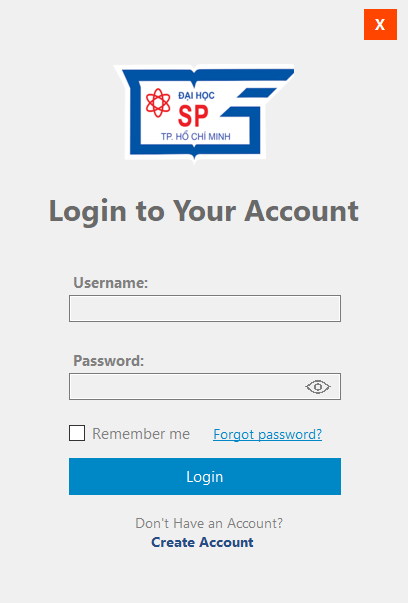 X
ĐẠI HỌC
SP
TP. HỒ CHÍ MINH
Login to Your Account
Username:
Password:
Remember me Forgot password?
Login
Don't Have an Account?
Create Account